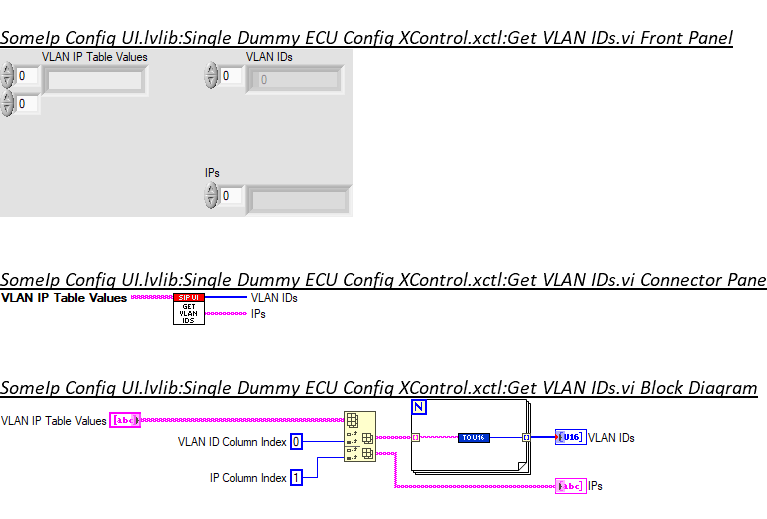 SomeIp Config UI.lvlib:Single Dummy ECU Config XControl.xctl:Get VLAN IDs.vi Front Panel
VLAN IP Table Values
VLAN IDs
0
0
0
0
IPs
0
SomeIp Config UI.lvlib:Single Dummy ECU Config XControl.xctl:Get VLAN IDs.vi Connector Pane
VLAN IP Table Values
SIP UI
GET
VLAN
IDS
VLAN IDs
IPs
SomeIp Config UI.lvlib:Single Dummy ECU Config XControl.xctl:Get VLAN IDs.vi Block Diagram
N
VLAN IP Table Values
abc
VLAN ID Column Index
0
TO U16
U16
VLAN IDs
IP Column Index
1
abc
IPs